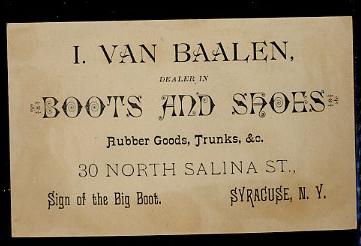 I. VAN BAALEN,
DEALER IN
BOOTS AND SHOES
Rubber Goods, Trunks, &c.
30 NORTH SALINA ST.,
Sign of the Big Boot. SYRACUSE, N. Y.